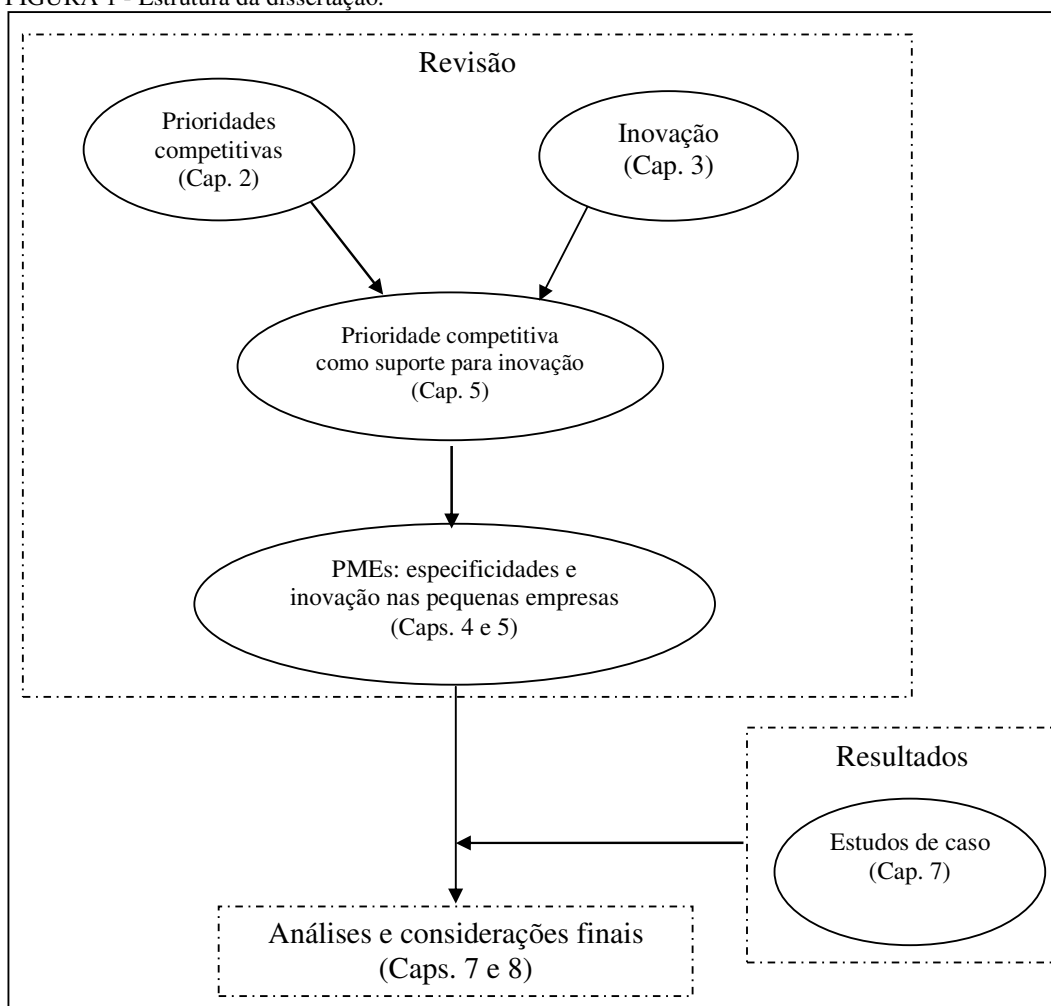 FIGURA 1 - Estrutura da dissertação.
Revisão
Prioridades
competitivas
(Cap. 2)
Inovação
(Cap. 3)
Prioridade competitiva
como suporte para inovação
(Cap. 5)
PMEs: especificidades e
inovação nas pequenas empresas
(Caps. 4 e 5)
Resultados
Estudos de caso
(Cap. 7)
Análises e considerações finais
(Caps. 7 e 8)